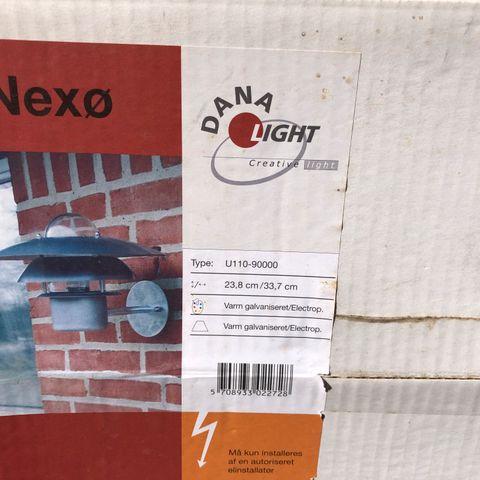 Nexø
DANA
LIGHT
Creative light
Type: U110-90000
23,8 cm/33,7 cm
Varm galvaniseret/Electrop.
Varm galvaniseret/Electrop.
5 708933 022728
Må kun installeres
af en autoriseret
elinstallatør